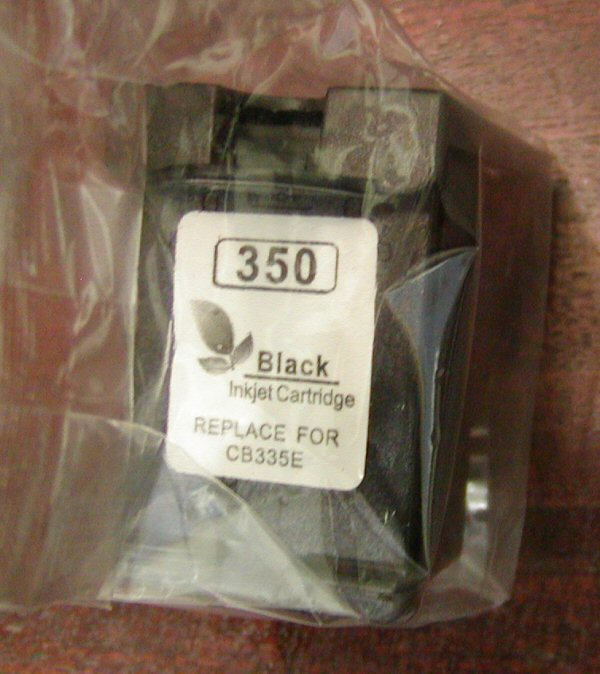 350
Black
Inkjet Cartridge
REPLACE FOR
CB335E